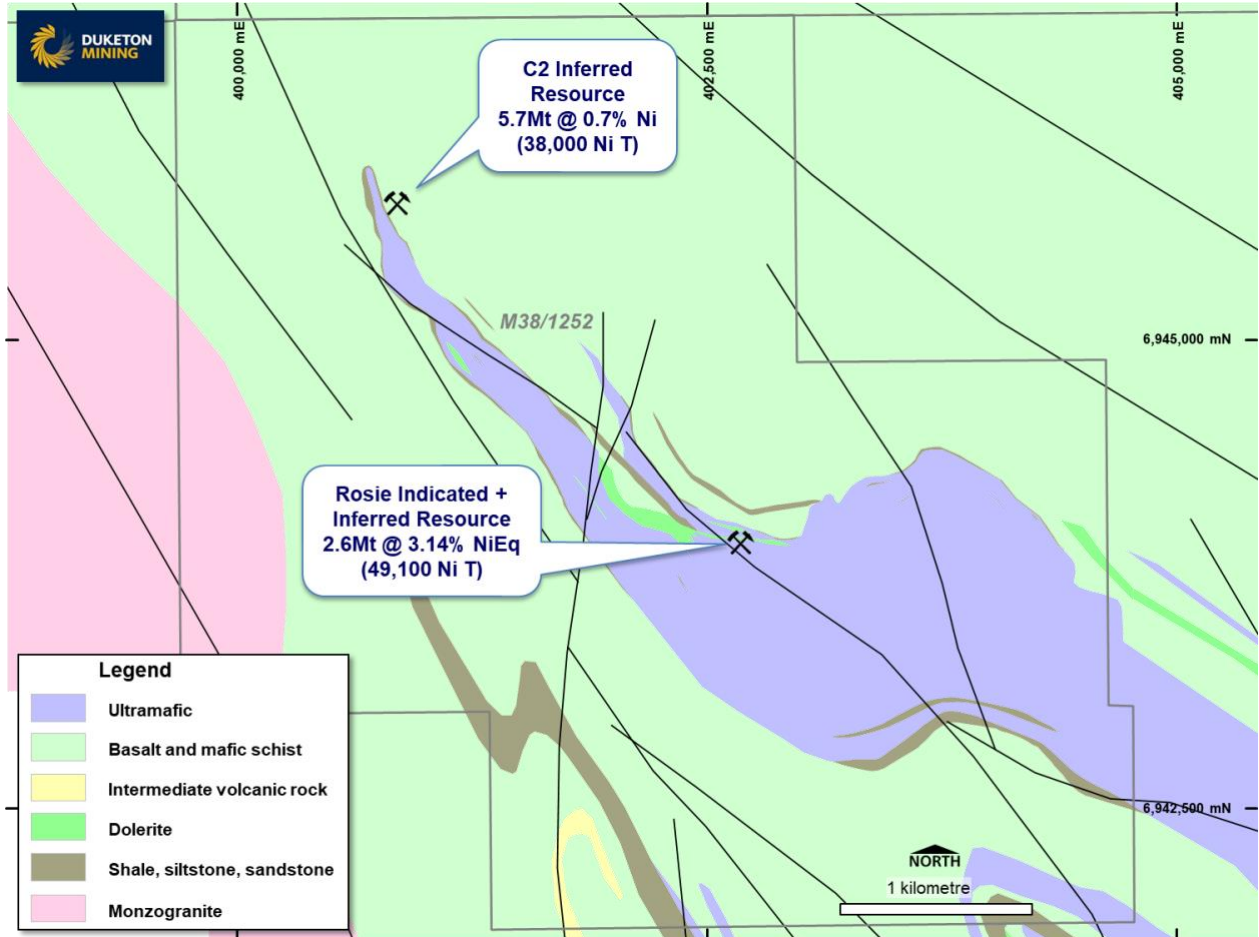 DUKETON
MINING
400,000 mE
402,500 mE
405,000 mE
C2 Inferred
Resource
5.7Mt @ 0.7% Ni
(38,000 Ni T)
M38/1252
6,945,000 mN
Rosie Indicated +
Inferred Resource
2.6Mt @ 3.14% NiEq
(49,100 Ni T)
Legend
Ultramafic
Basalt and mafic schist
Intermediate volcanic rock
Dolerite
Shale, siltstone, sandstone
Monzogranite
6,942,500 mN
NORTH
1 kilometre